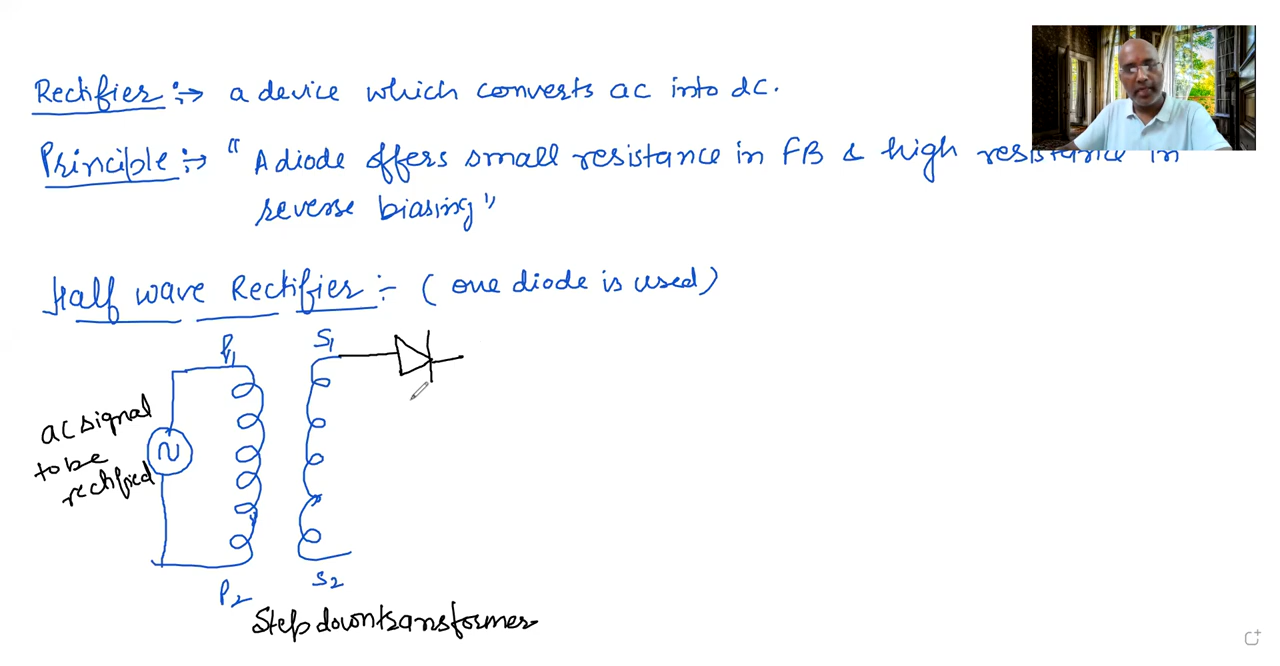 Rectifier :→ a device which converts ac into dc.
Principle :→ " A diode offers small resistance in FB & high resistance in
reverse biasing"
Half wave Rectifier :- ( one diode is used)
P1
S1
ac signal
to be
rectified
P2
S2
Step down transformer